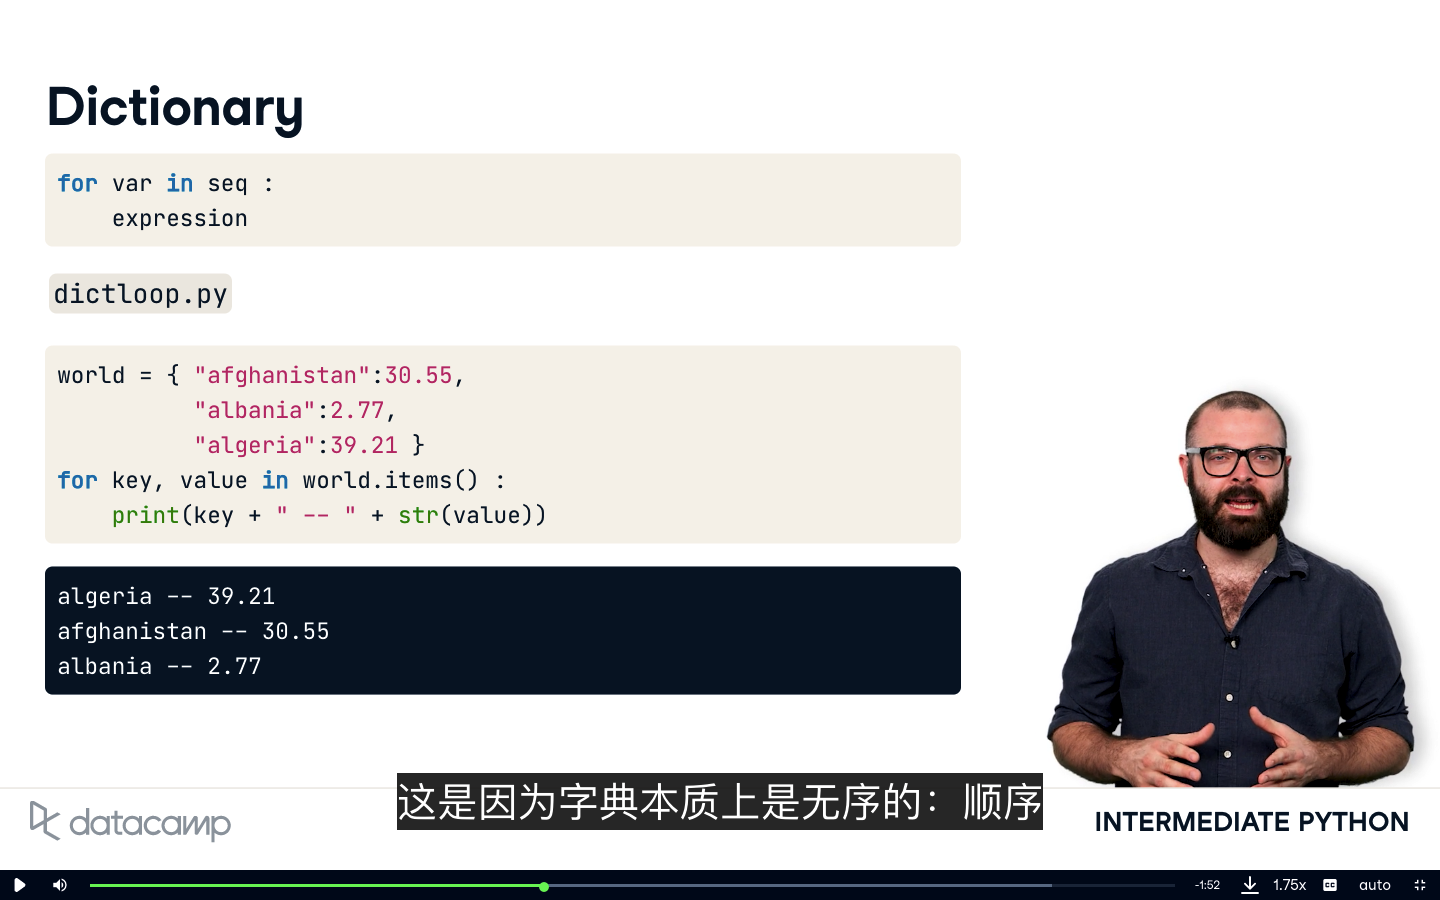 Dictionary
for var in seq :
    expression
dictloop.py
world = { "afghanistan":30.55,
          "albania":2.77,
          "algeria":39.21 }
for key, value in world.items() :
    print(key + " -- " + str(value))
algeria -- 39.21
afghanistan -- 30.55
albania -- 2.77
这是因为字典本质上是无序的：顺序
datacamp
INTERMEDIATE PYTHON
-1:52
1.75x
CC
auto